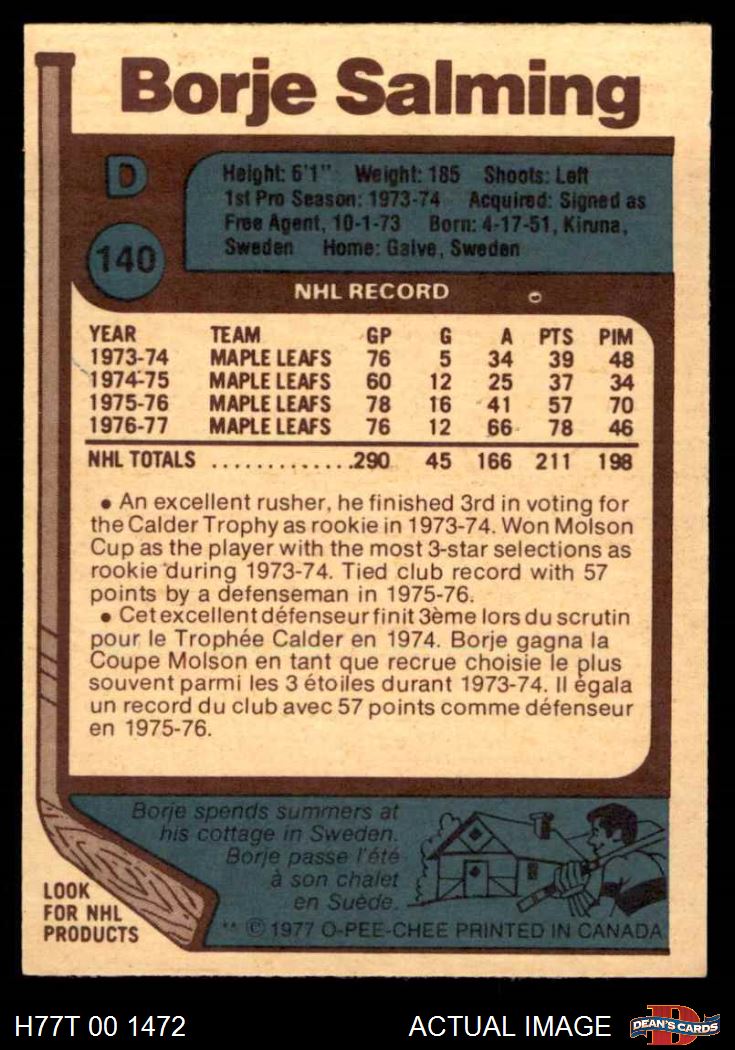 Borje Salming
D
140
Height: 6'1" Weight: 185 Shoots: Left
1st Pro Season: 1973-74 Acquired: Signed as
Free Agent, 10-1-73 Born: 4-17-51, Kiruna,
Sweden Home: Galve, Sweden
NHL RECORD
YEAR TEAM GP G A PTS PIM
1973-74 MAPLE LEAFS 76 5 34 39 48
1974-75 MAPLE LEAFS 60 12 25 37 34
1975-76 MAPLE LEAFS 78 16 41 57 70
1976-77 MAPLE LEAFS 76 12 66 78 46
NHL TOTALS .............290 45 166 211 198
• An excellent rusher, he finished 3rd in voting for
the Calder Trophy as rookie in 1973-74. Won Molson
Cup as the player with the most 3-star selections as
rookie during 1973-74. Tied club record with 57
points by a defenseman in 1975-76.
• Cet excellent défenseur finit 3ème lors du scrutin
pour le Trophée Calder en 1974. Borje gagna la
Coupe Molson en tant que recrue choisie le plus
souvent parmi les 3 étoiles durant 1973-74. Il égala
un record du club avec 57 points comme défenseur
en 1975-76.
Borje spends summers at
his cottage in Sweden.
Borje passe l'été
à son chalet
en Suède.
LOOK
FOR NHL
PRODUCTS
** © 1977 O-PEE-CHEE PRINTED IN CANADA
H77T 00 1472
ACTUAL IMAGE
D
DEAN'S CARDS